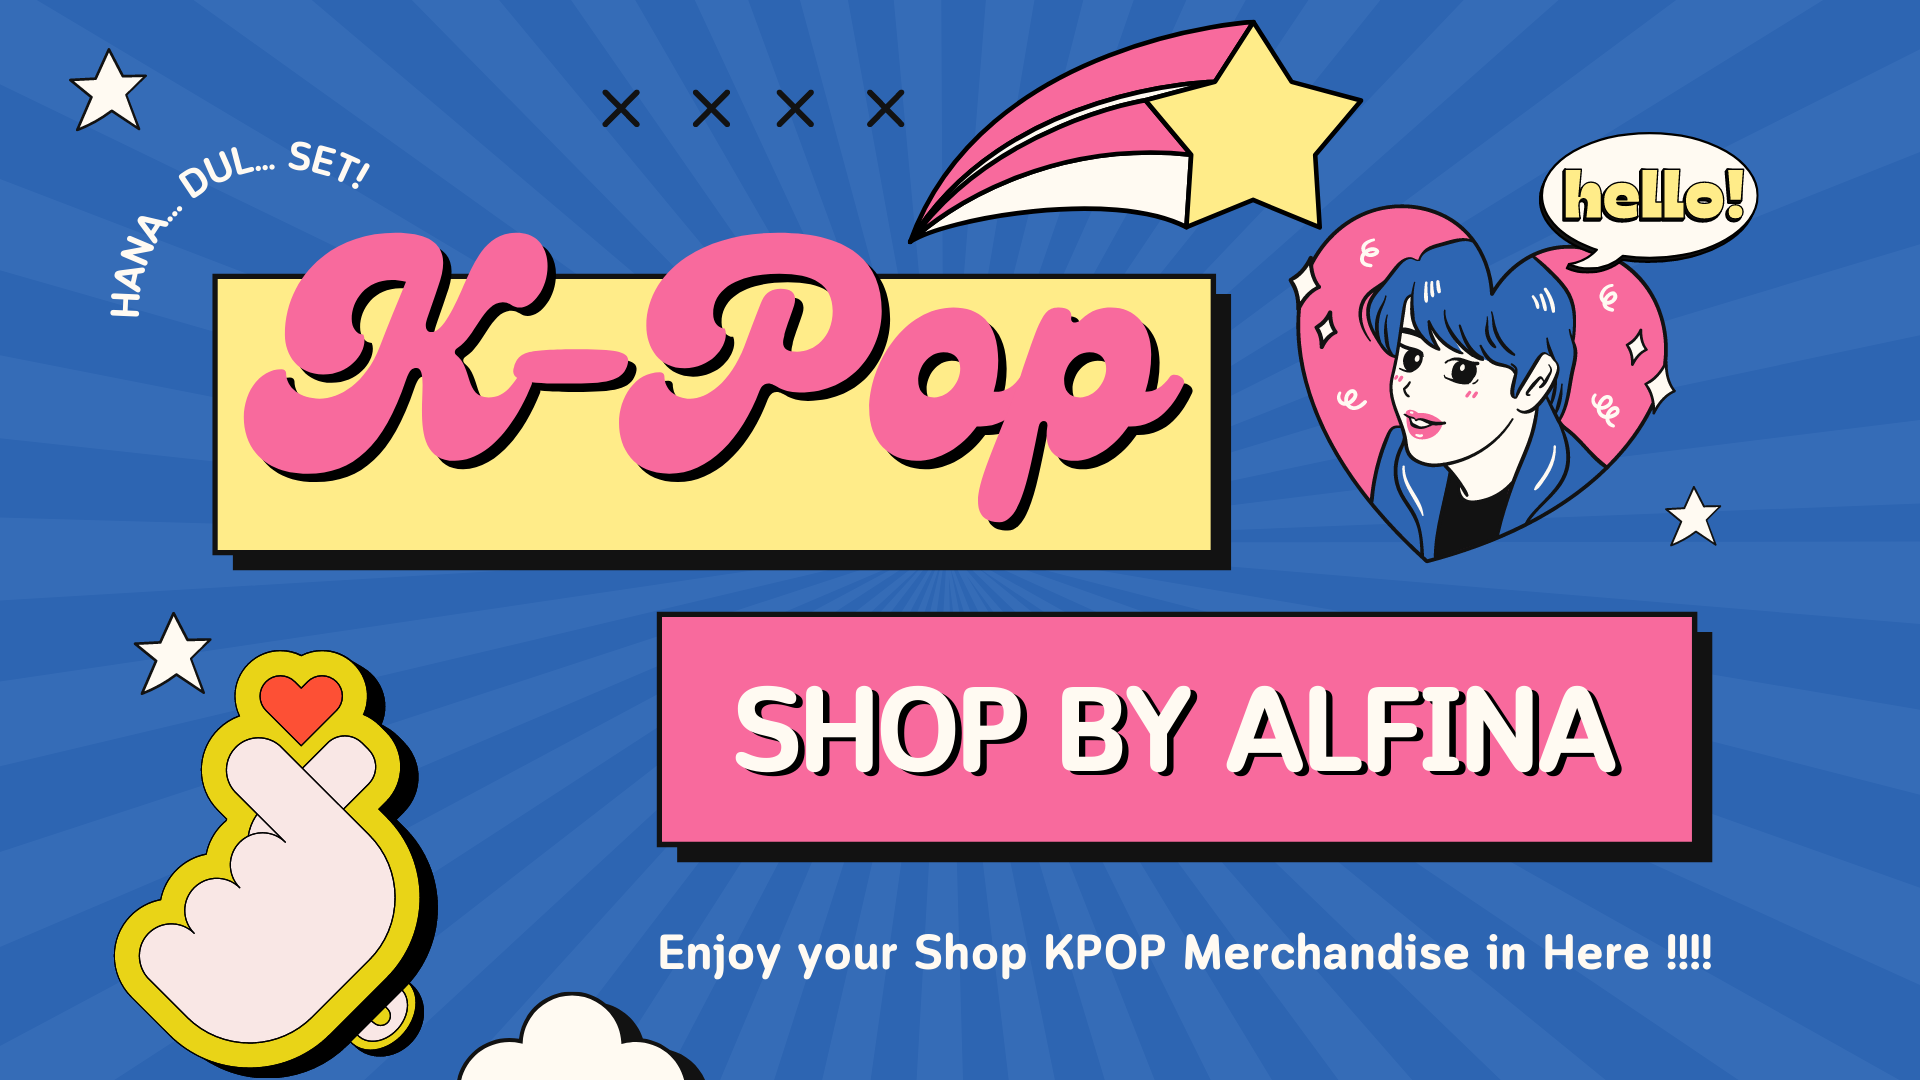 HANA... DUL... SET!
hello!
K-Pop
SHOP BY ALFINA
Enjoy your Shop KPOP Merchandise in Here !!!!